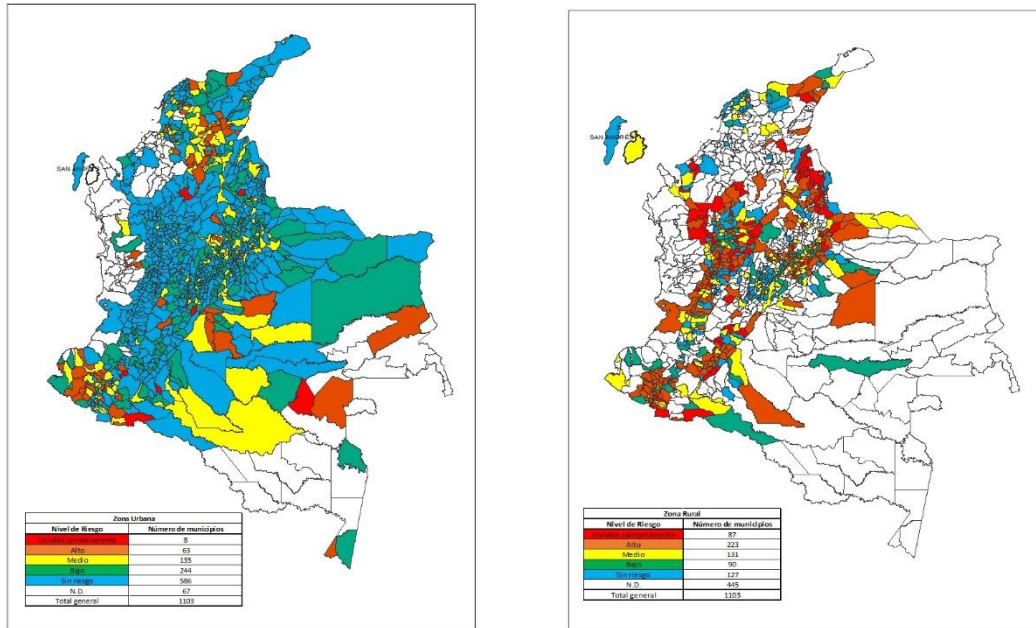 SAN ANDRÉS
Zona Urbana
Nivel de Riesgo Número de municipios
Inviable sanitariamente 8
Alto 63
Medio 135
Bajo 244
Sin riesgo 586
N.D. 67
Total general 1103
SAN ANDRÉS
Zona Rural
Nivel de Riesgo Número de municipios
Inviable sanitariamente 87
Alto 223
Medio 131
Bajo 90
Sin riesgo 127
N.D. 445
Total general 1103